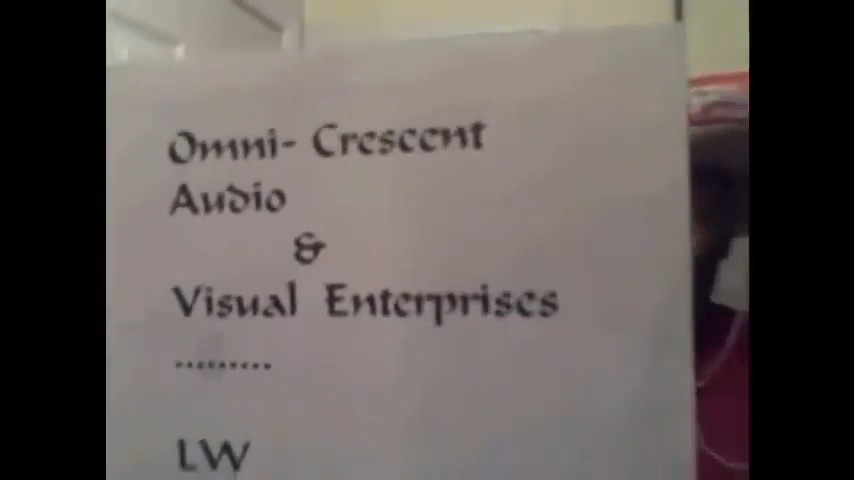 Omni- Crescent
Audio
&
Visual Enterprises
.........
LW